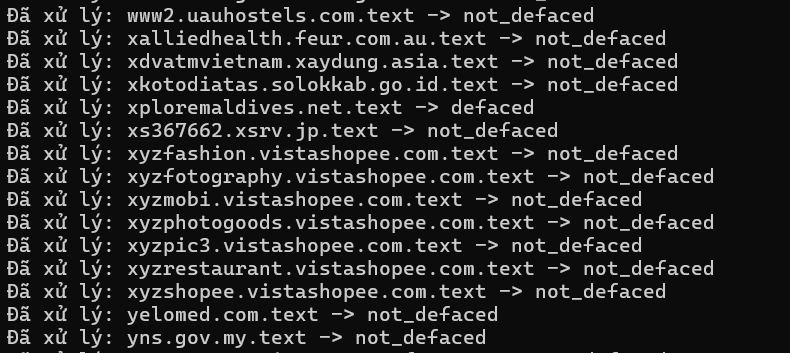 Đã xử lý: www2.uauhostels.com.text -> not_defaced
Đã xử lý: xalliedhealth.feur.com.au.text -> not_defaced
Đã xử lý: xdvatmvietnam.xaydung.asia.text -> not_defaced
Đã xử lý: xkotodiatas.solokkab.go.id.text -> not_defaced
Đã xử lý: xploremaldives.net.text -> defaced
Đã xử lý: xs367662.xsrv.jp.text -> not_defaced
Đã xử lý: xyzfashion.vistashopee.com.text -> not_defaced
Đã xử lý: xyzfotography.vistashopee.com.text -> not_defaced
Đã xử lý: xyzmobi.vistashopee.com.text -> not_defaced
Đã xử lý: xyzphotogoods.vistashopee.com.text -> not_defaced
Đã xử lý: xyzpic3.vistashopee.com.text -> not_defaced
Đã xử lý: xyzrestaurant.vistashopee.com.text -> not_defaced
Đã xử lý: xyzshopee.vistashopee.com.text -> not_defaced
Đã xử lý: yelomed.com.text -> not_defaced
Đã xử lý: yns.gov.my.text -> not_defaced